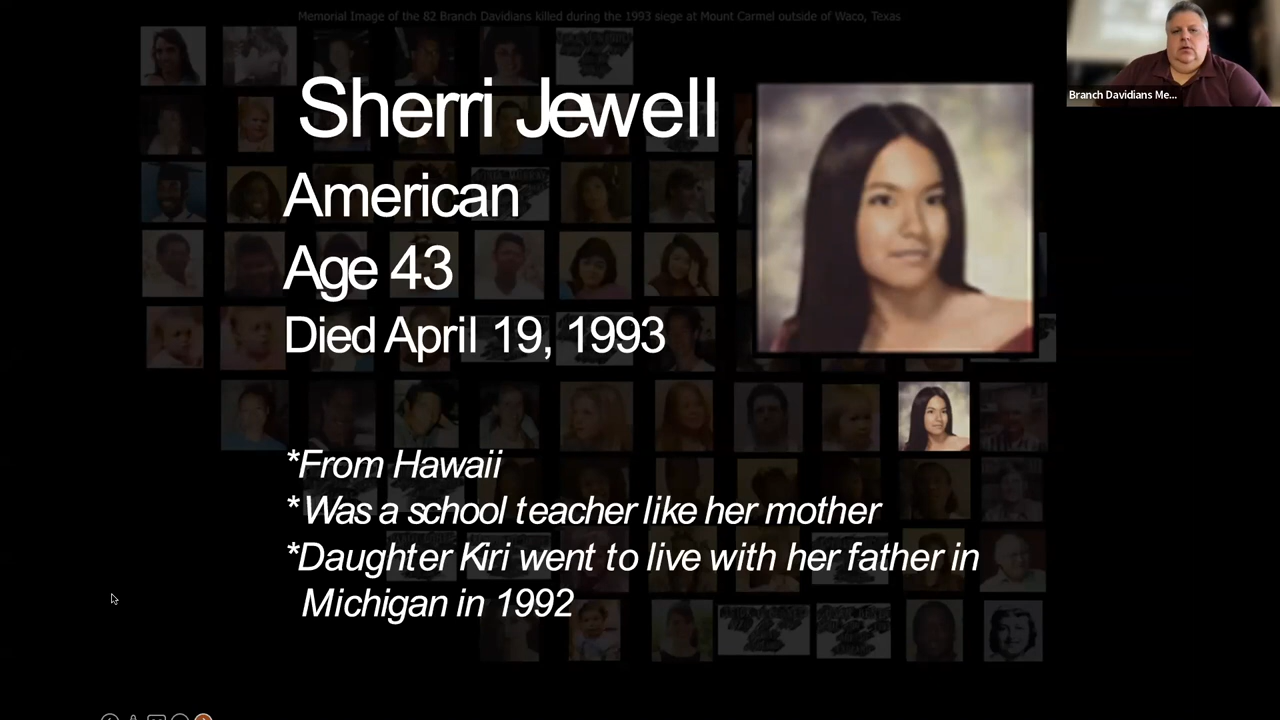 Memorial Image of the 82 Branch Davidians killed during the 1993 siege at Mount Carmel outside of Waco, Texas
Sherri Jewell
American
Age 43
Died April 19, 1993
*From Hawaii
*Was a school teacher like her mother
*Daughter Kiri went to live with her father in
Michigan in 1992
Branch Davidians Me...